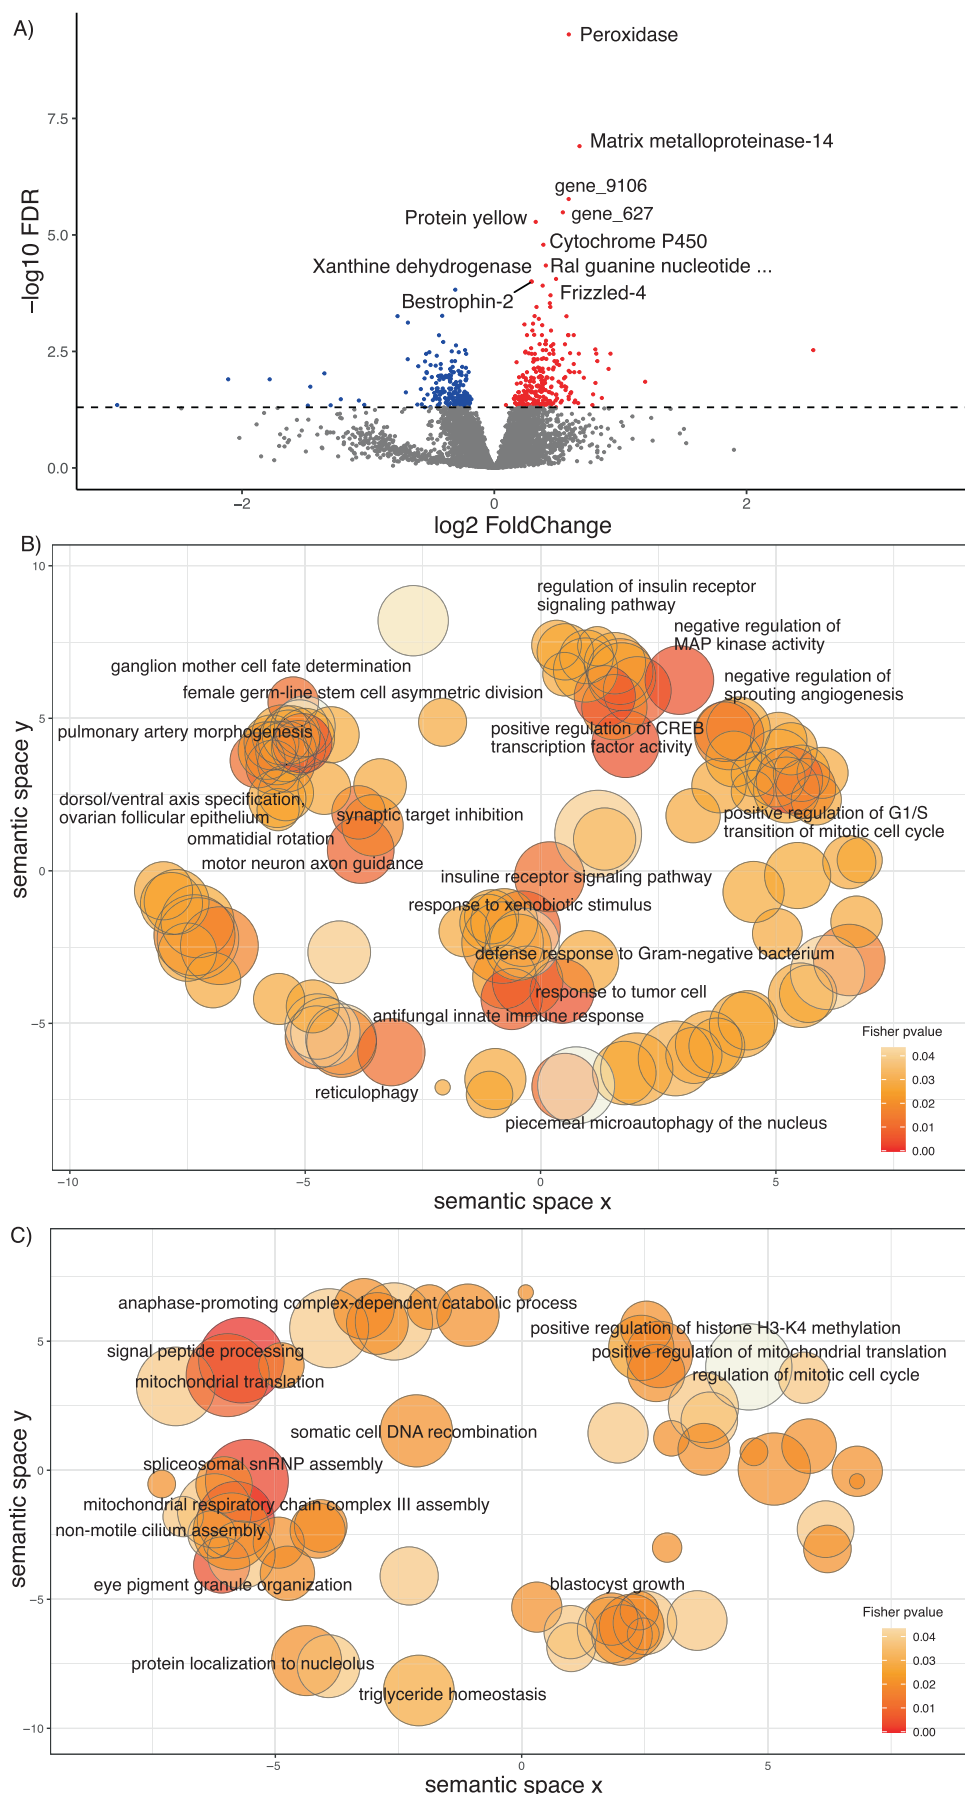 A)
Peroxidase
7.5
Matrix metalloproteinase-14
gene_9106
Protein yellow
gene_627
5.0
Cytochrome P450
Xanthine dehydrogenase
Ral guanine nucleotide ...
Bestrophin-2
Frizzled-4
−log10 FDR
2.5
0.0
−2
0
2
log2 FoldChange
B)
10
regulation of insulin receptor
signaling pathway
negative regulation of
MAP kinase activity
ganglion mother cell fate determination
negative regulation of
sprouting angiogenesis
female germ-line stem cell asymmetric division
5
pulmonary artery morphogenesis
positive regulation of CREB
transcription factor activity
dorsol/ventral axis specification,
ovarian follicular epithelium
synaptic target inhibition
positive regulation of G1/S
transition of mitotic cell cycle
ommatidial rotation
motor neuron axon guidance
semantic space y
0
insuline receptor signaling pathway
response to xenobiotic stimulus
defense response to Gram-negative bacterium
response to tumor cell
−5
antifungal innate immune response
reticulophagy
piecemeal microautophagy of the nucleus
Fisher pvalue
0.04
0.03
0.02
0.01
0.00
−10
−5
0
5
semantic space x
C)
anaphase-promoting complex-dependent catabolic process
positive regulation of histone H3-K4 methylation
5
signal peptide processing
positive regulation of mitochondrial translation
regulation of mitotic cell cycle
mitochondrial translation
somatic cell DNA recombination
spliceosomal snRNP assembly
0
mitochondrial respiratory chain complex III assembly
non-motile cilium assembly
semantic space y
eye pigment granule organization
blastocyst growth
−5
protein localization to nucleolus
triglyceride homeostasis
−10
Fisher pvalue
0.04
0.03
0.02
0.01
0.00
−5
0
5
semantic space x